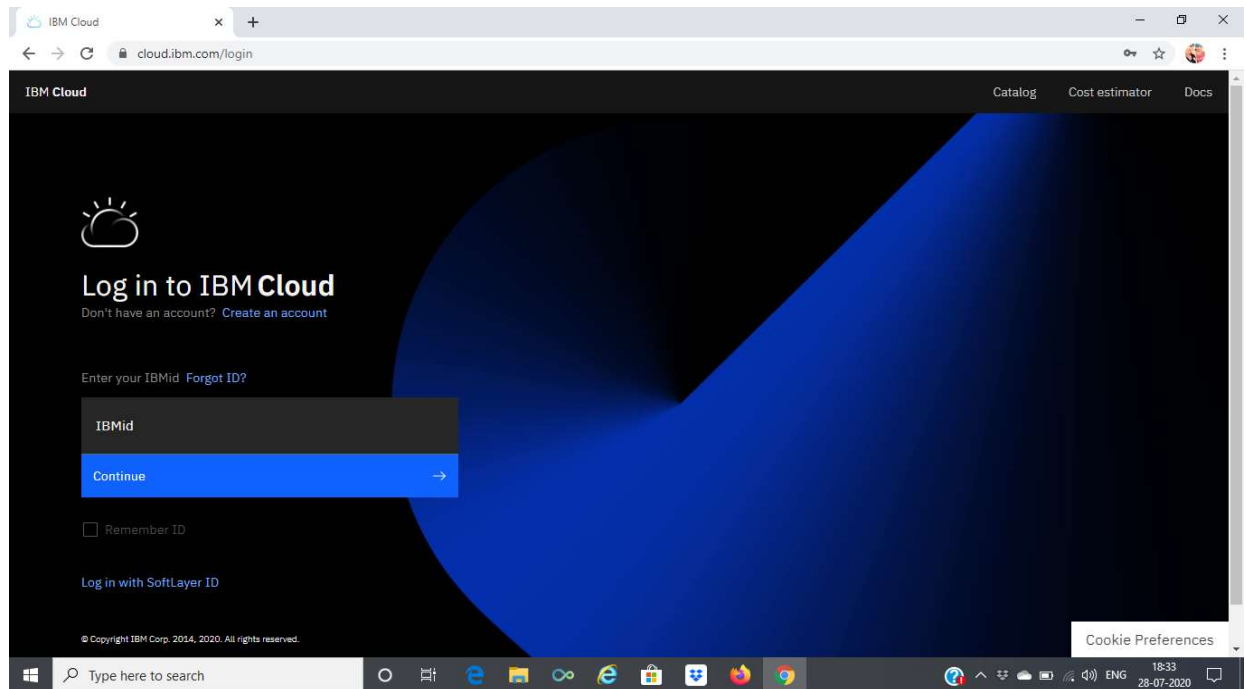 IBM Cloud
cloud.ibm.com/login
IBM Cloud Catalog Cost estimator Docs
Log in to IBM Cloud
Don't have an account? Create an account
Enter your IBMid Forgot ID?
IBMid
Continue
Remember ID
Log in with SoftLayer ID
© Copyright IBM Corp. 2014, 2020. All rights reserved.
Cookie Preferences
Type here to search
ENG
18:33
28-07-2020